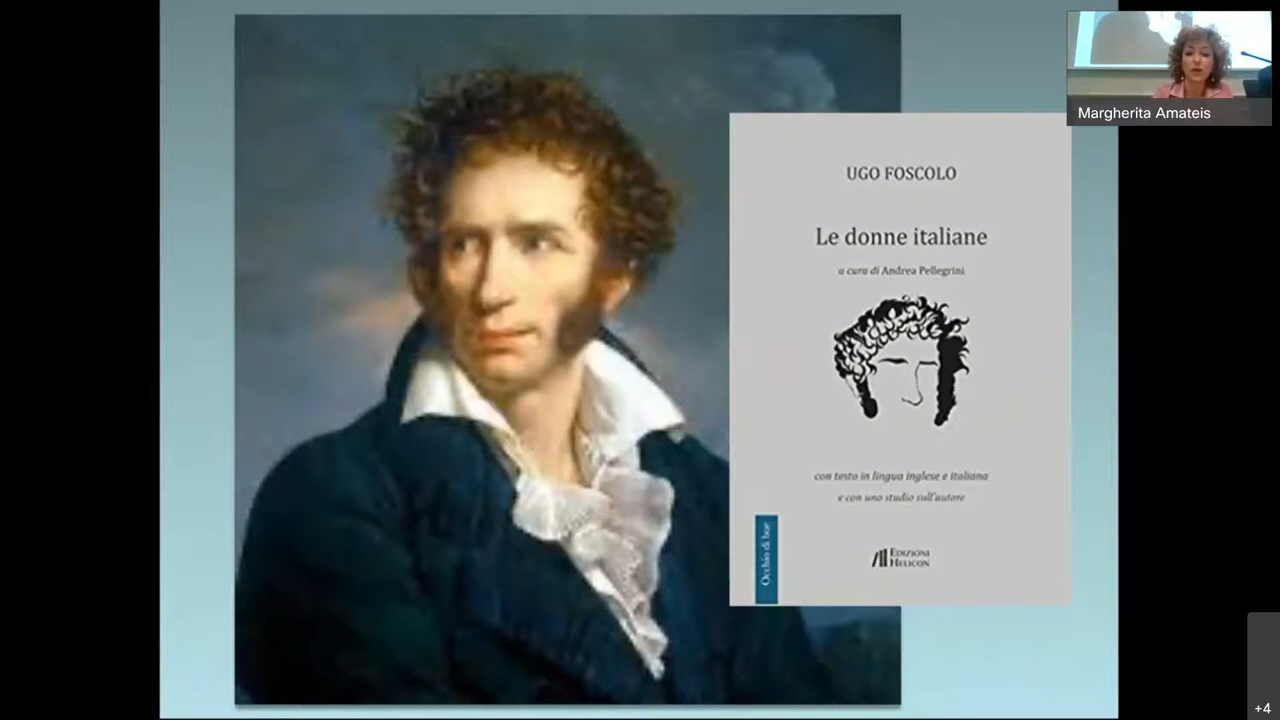 Margherita Amateis
UGO FOSCOLO
Le donne italiane
a cura di Andrea Pellegrini
con testo in lingua inglese e italiana
e con uno studio sull'autore
Occhio di bue
EDIZIONI
HELICON
+4